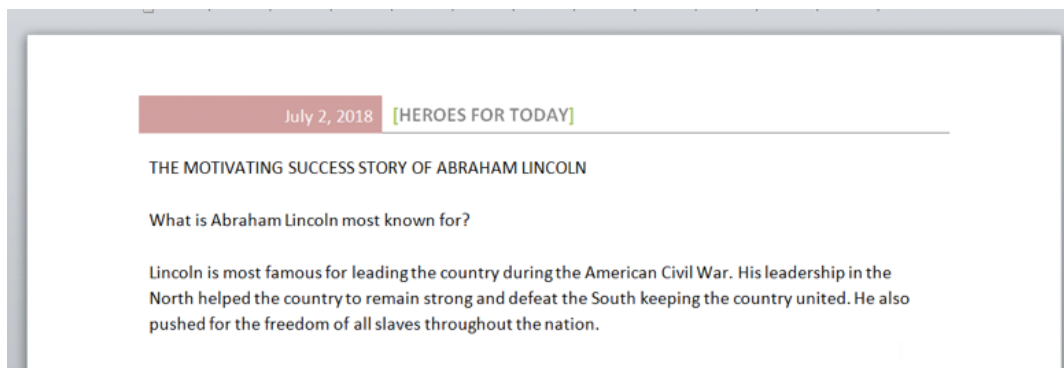 July 2, 2018 [HEROES FOR TODAY]
THE MOTIVATING SUCCESS STORY OF ABRAHAM LINCOLN
What is Abraham Lincoln most known for?
Lincoln is most famous for leading the country during the American Civil War. His leadership in the
North helped the country to remain strong and defeat the South keeping the country united. He also
pushed for the freedom of all slaves throughout the nation.